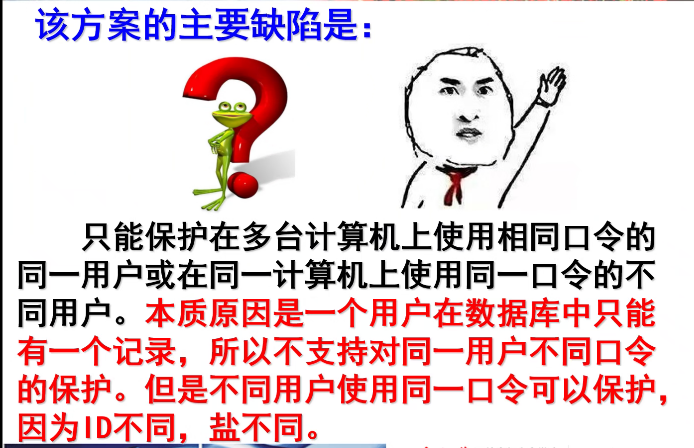 该方案的主要缺陷是：
只能保护在多台计算机上使用相同口令的
同一用户或在同一计算机上使用同一口令的不
同用户。本质原因是一个用户在数据库中只能
有一个记录，所以不支持对同一用户不同口令
的保护。但是不同用户使用同一口令可以保护，
因为ID不同，盐不同。